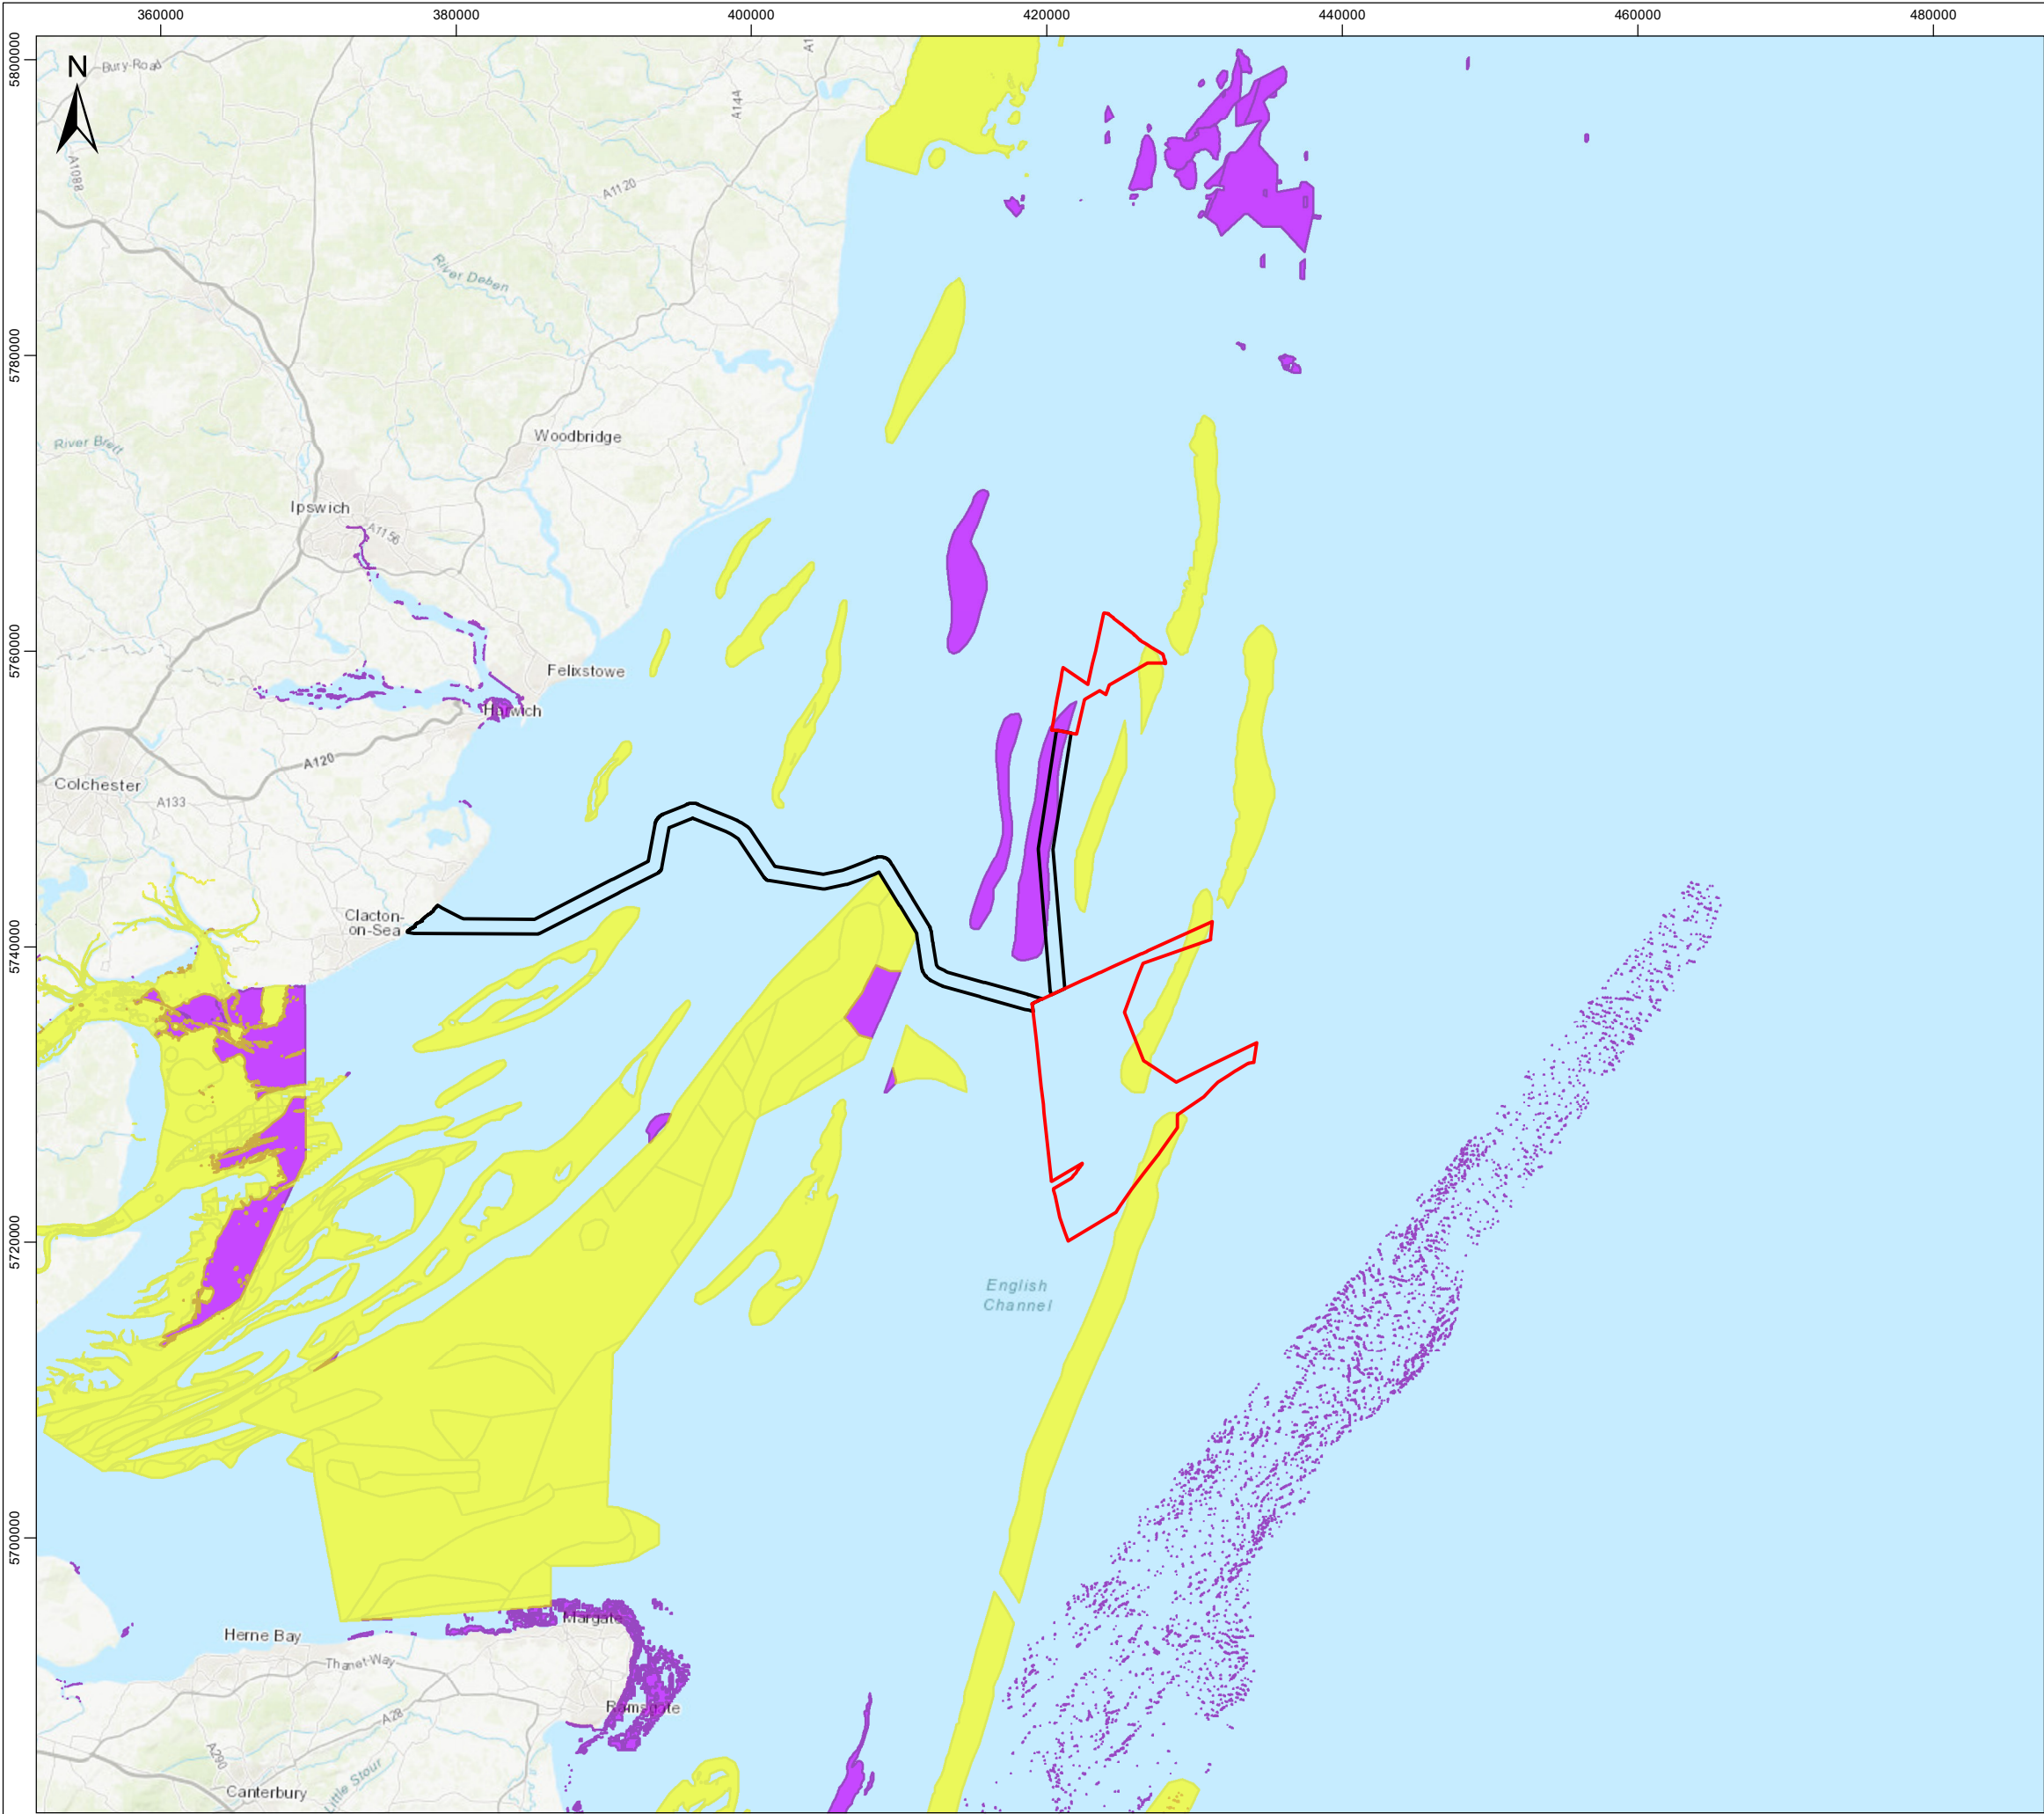 360000
380000
400000
420000
440000
460000
480000
5800000
5780000
5760000
5740000
5720000
5700000
N
Bury-Road
A1
A14A
A1088
A1120
River Deben
Woodbridge
River Brett
Ipswich
A1156
Felixstowe
Harwich
A120
Colchester
A133
Clacton-
on-Sea
English
Channel
Margate
Herne Bay
Thanet-Way
Ramsgate
A28
A290
Little Stour
Canterbury